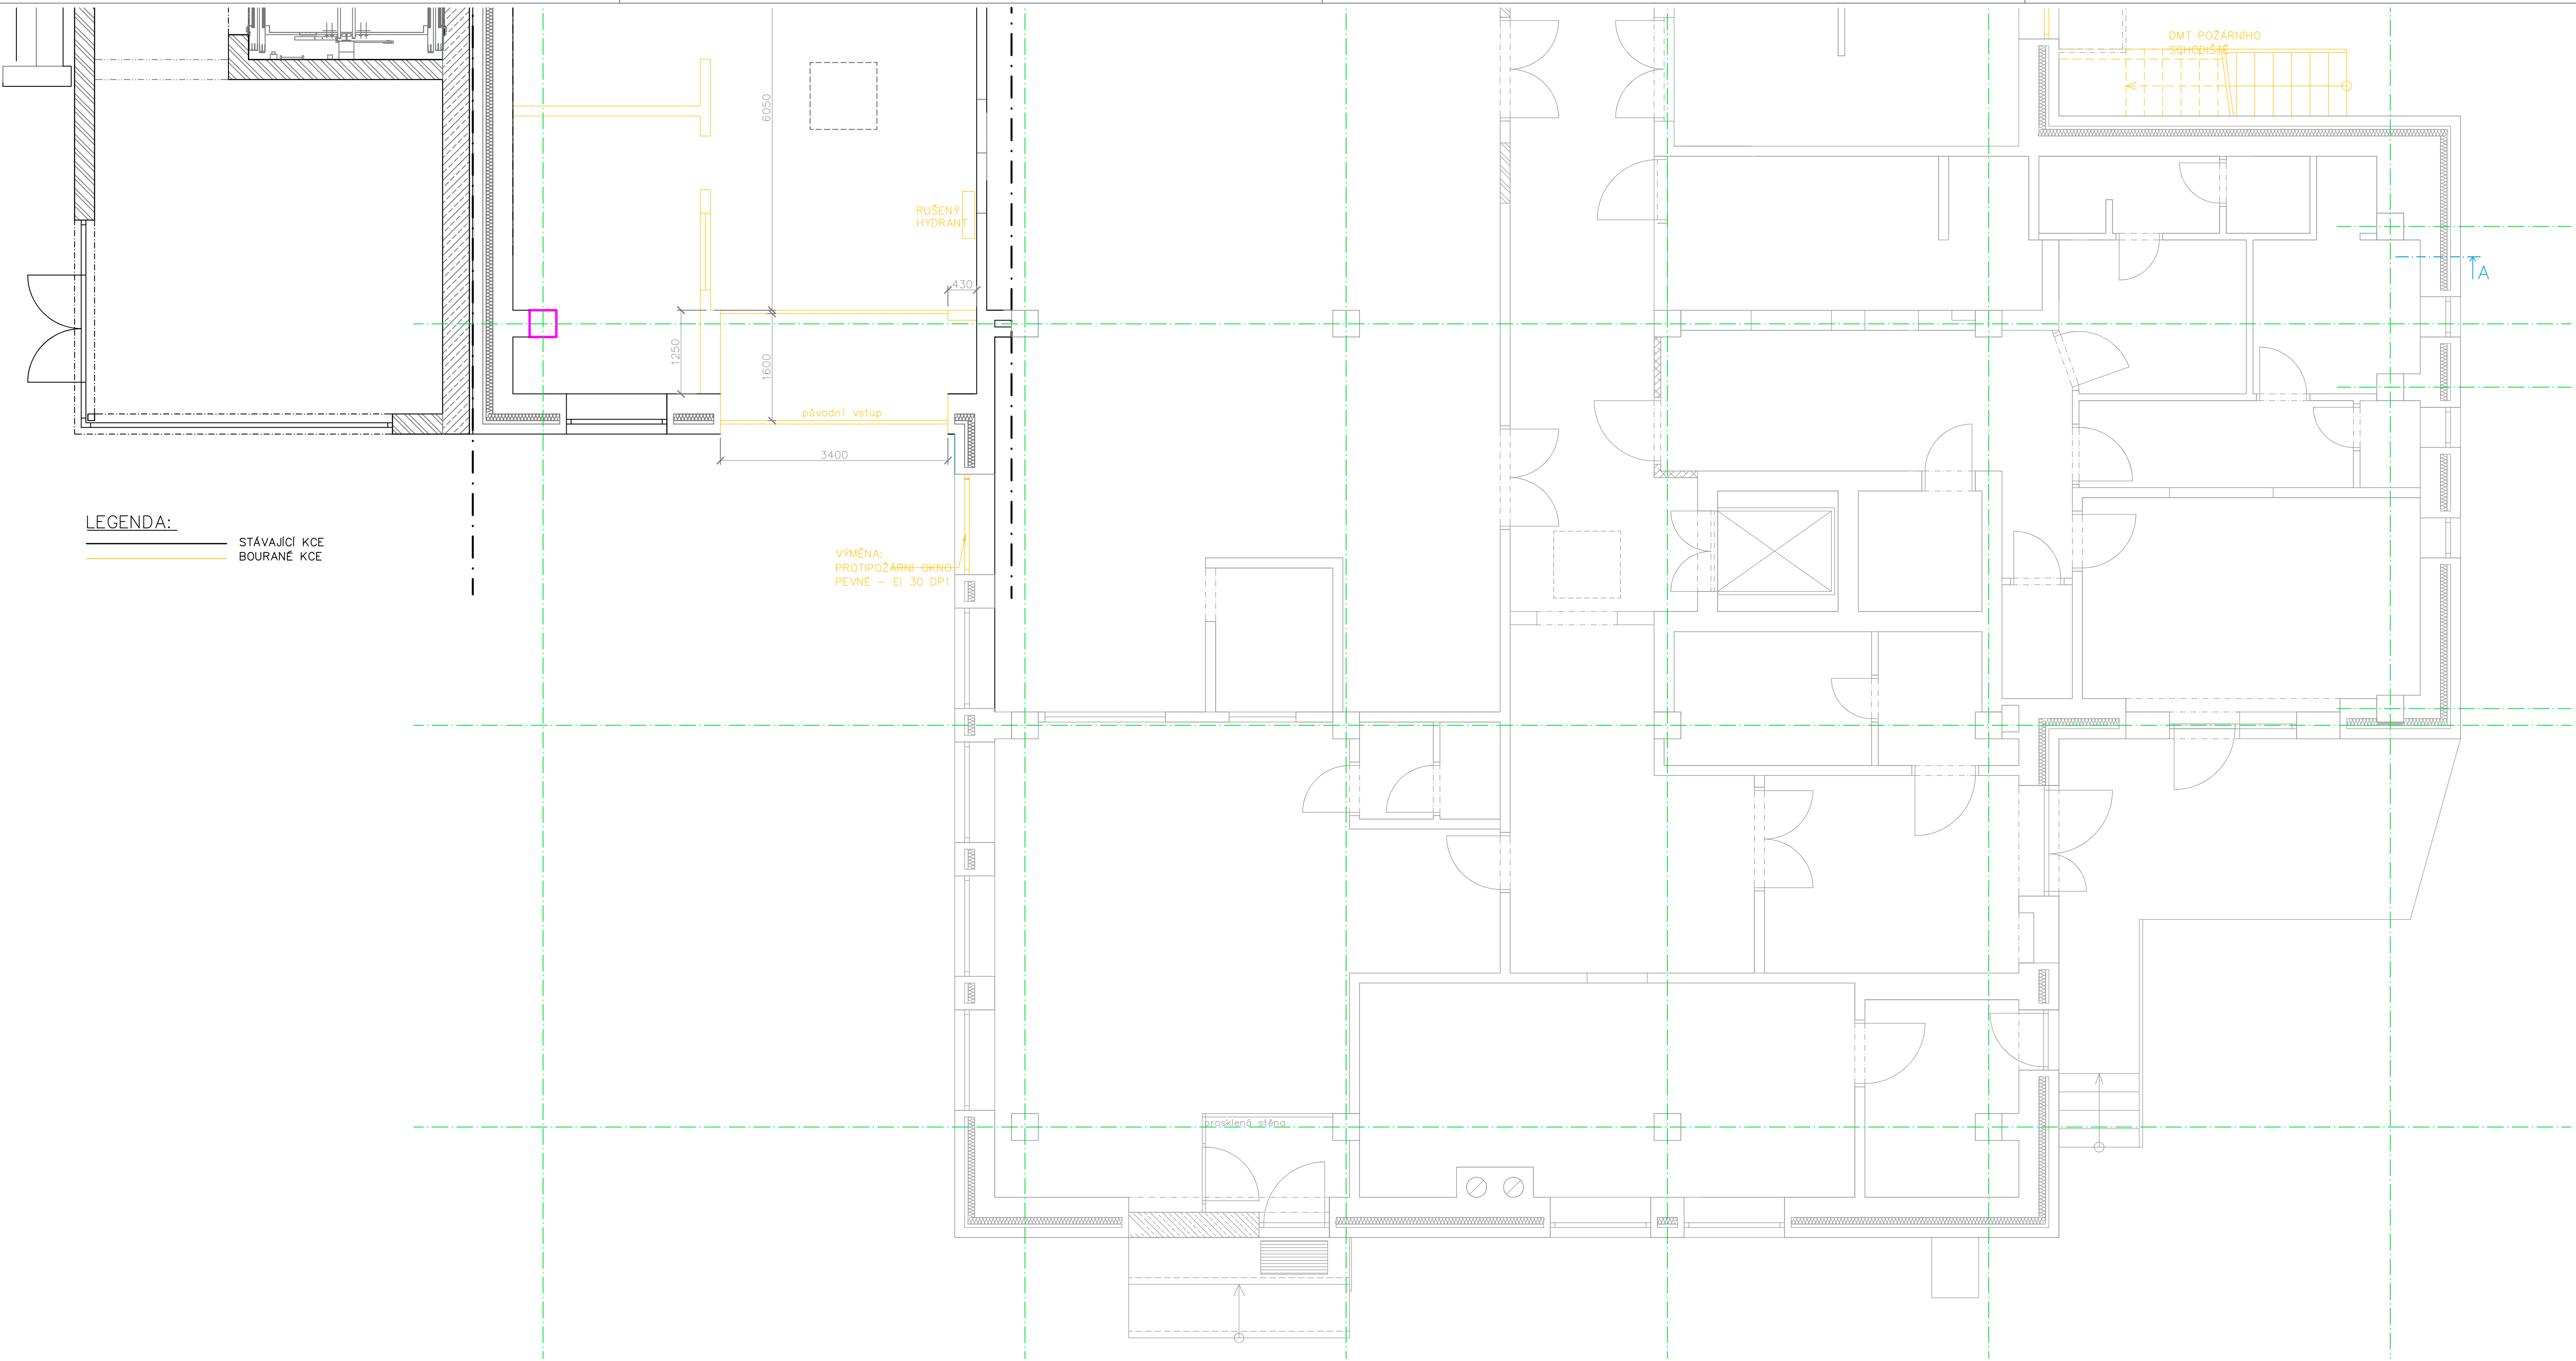 DMT POŽÁRNÍHO
SCHODIŠTĚ
6050
RUŠENÝ
HYDRANT
A
430
1250
1600
původní vstup
3400
LEGENDA:
STÁVAJÍCÍ KCE
BOURANÉ KCE
VÝMĚNA:
PROTIPOŽÁRNÍ OKNO
PEVNÉ – EI 30 DP1
prosklená stěna